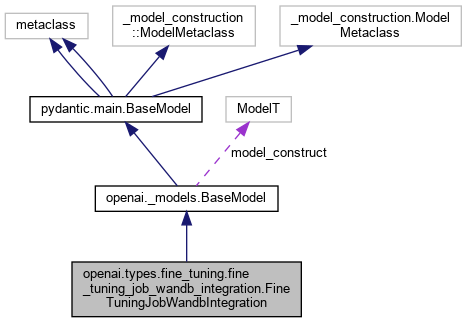 metaclass
_model_construction
::ModelMetaclass
_model_construction.Model
Metaclass
pydantic.main.BaseModel
ModelT
model_construct
openai._models.BaseModel
openai.types.fine_tuning.fine
_tuning_job_wandb_integration.Fine
TuningJobWandbIntegration